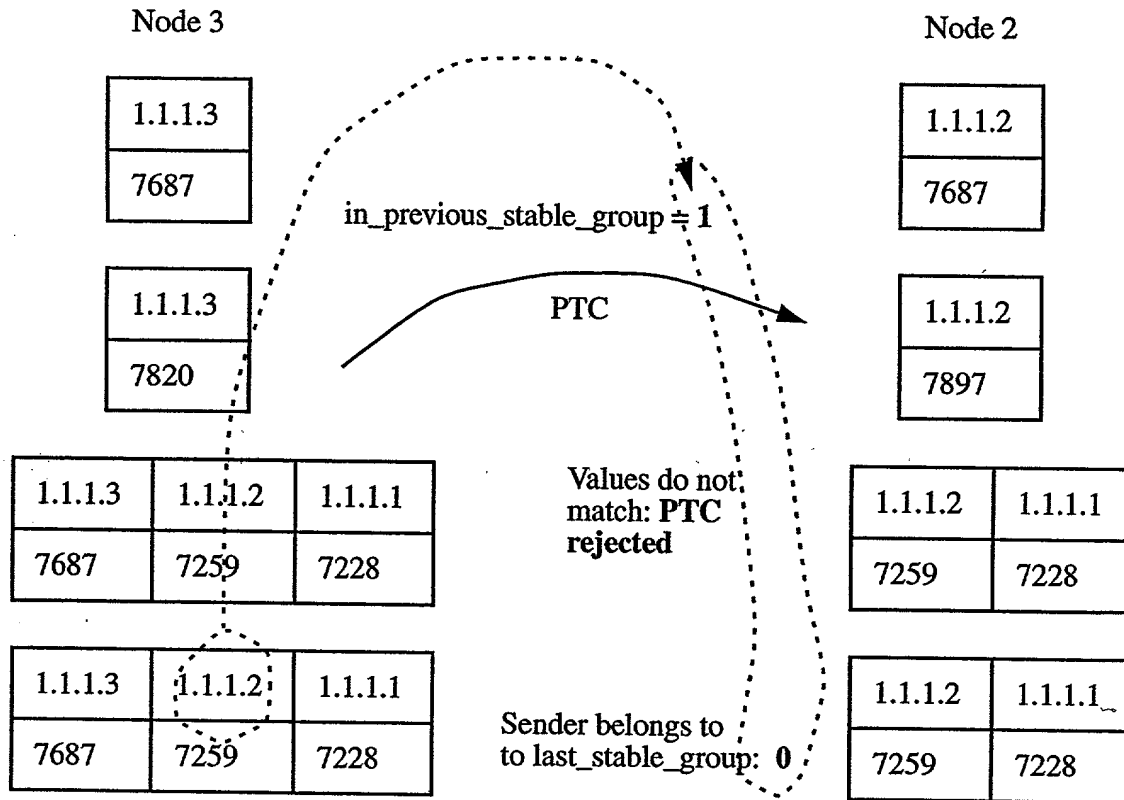 Node 3
Node 2
1.1.1.3
7687
1.1.1.2
7687
in_previous_stable_group = 1
1.1.1.3
7820
PTC
1.1.1.2
7897
1.1.1.3 1.1.1.2 1.1.1.1
7687 7259 7228
Values do not
match: PTC
rejected
1.1.1.2 1.1.1.1
7259 7228
1.1.1.3 1.1.1.2 1.1.1.1
7687 7259 7228
Sender belongs to
to last_stable_group: 0
1.1.1.2 1.1.1.1
7259 7228